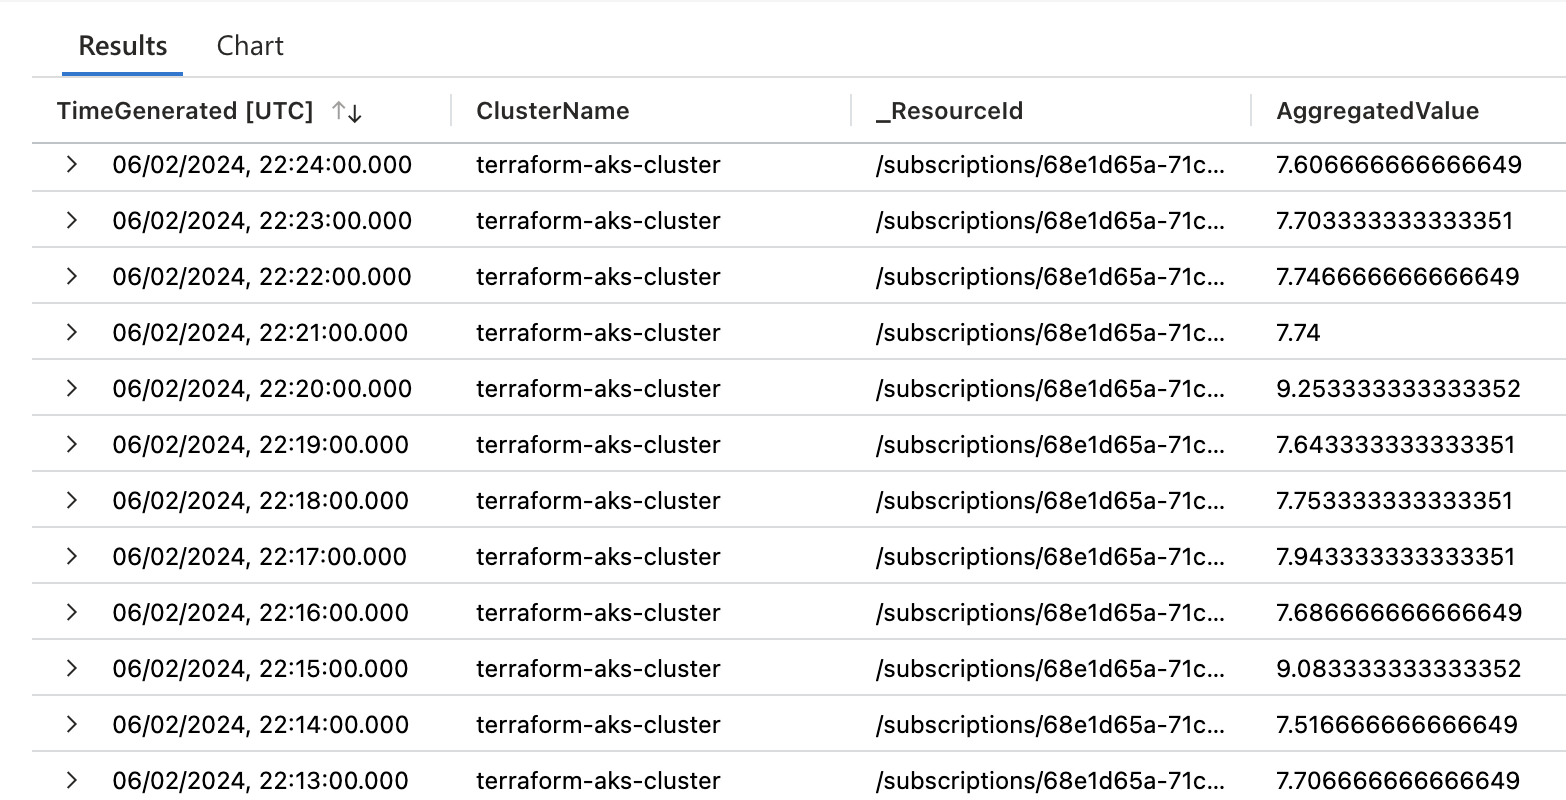 Results Chart
TimeGenerated [UTC] ↑↓ ClusterName _ResourceId AggregatedValue
> 06/02/2024, 22:24:00.000 terraform-aks-cluster /subscriptions/68e1d65a-71c... 7.606666666666649
> 06/02/2024, 22:23:00.000 terraform-aks-cluster /subscriptions/68e1d65a-71c... 7.703333333333351
> 06/02/2024, 22:22:00.000 terraform-aks-cluster /subscriptions/68e1d65a-71c... 7.746666666666649
> 06/02/2024, 22:21:00.000 terraform-aks-cluster /subscriptions/68e1d65a-71c... 7.74
> 06/02/2024, 22:20:00.000 terraform-aks-cluster /subscriptions/68e1d65a-71c... 9.253333333333352
> 06/02/2024, 22:19:00.000 terraform-aks-cluster /subscriptions/68e1d65a-71c... 7.643333333333351
> 06/02/2024, 22:18:00.000 terraform-aks-cluster /subscriptions/68e1d65a-71c... 7.753333333333351
> 06/02/2024, 22:17:00.000 terraform-aks-cluster /subscriptions/68e1d65a-71c... 7.943333333333351
> 06/02/2024, 22:16:00.000 terraform-aks-cluster /subscriptions/68e1d65a-71c... 7.686666666666649
> 06/02/2024, 22:15:00.000 terraform-aks-cluster /subscriptions/68e1d65a-71c... 9.083333333333352
> 06/02/2024, 22:14:00.000 terraform-aks-cluster /subscriptions/68e1d65a-71c... 7.516666666666649
> 06/02/2024, 22:13:00.000 terraform-aks-cluster /subscriptions/68e1d65a-71c... 7.706666666666649